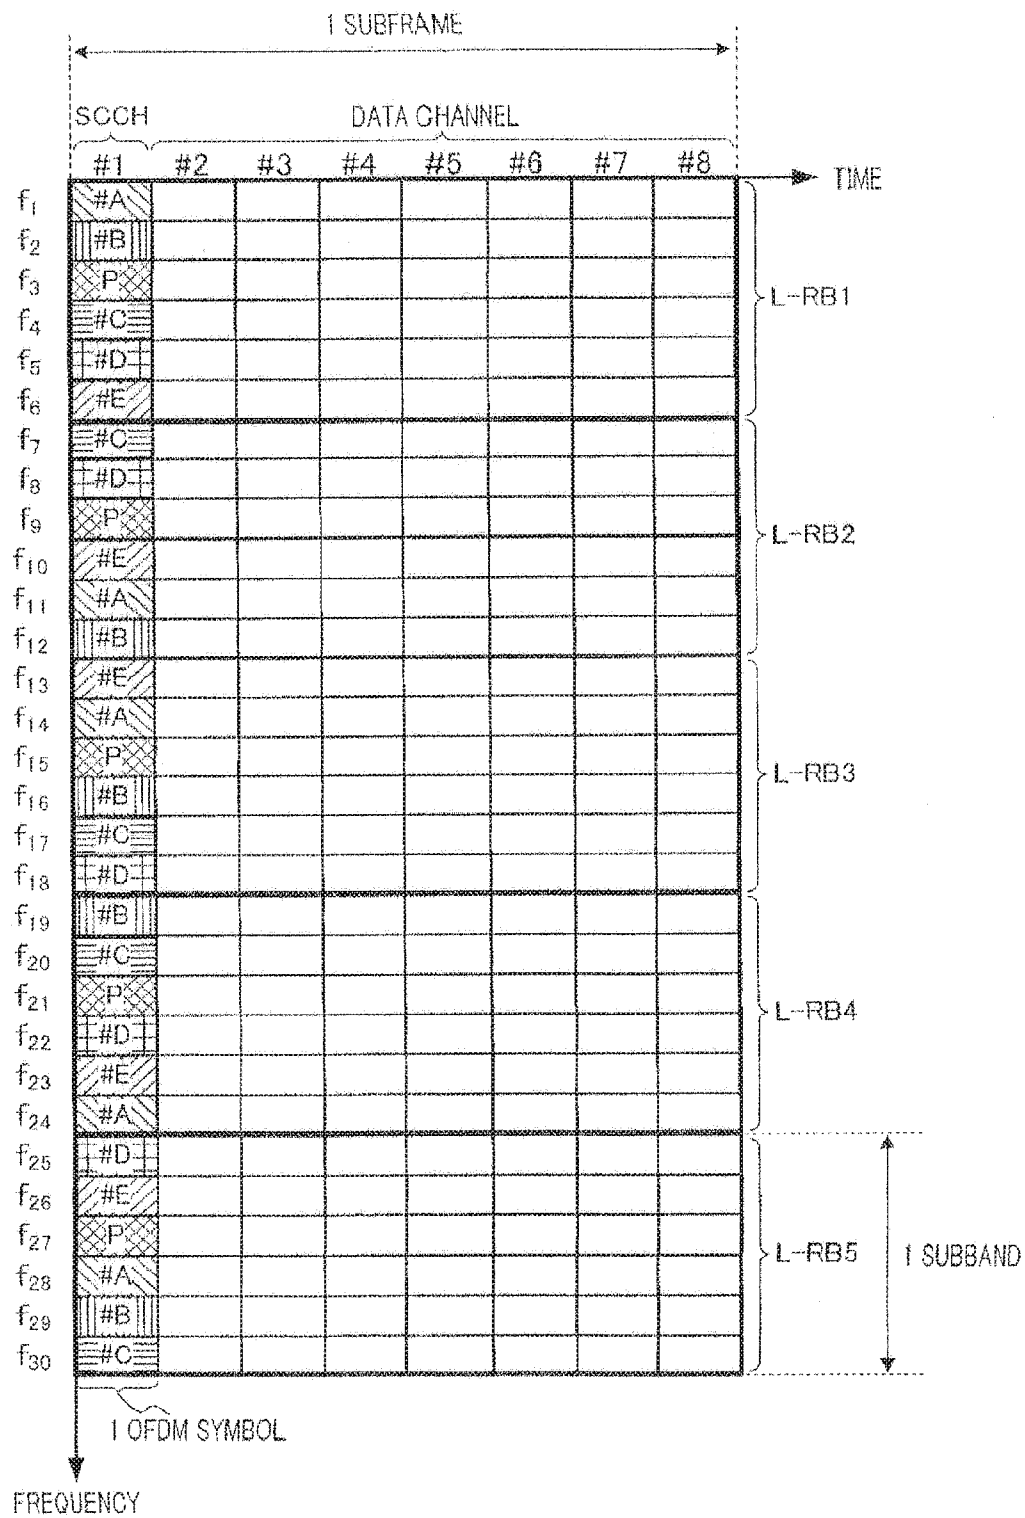 1 SUBFRAME
SCCH DATA CHANNEL
#1 #2 #3 #4 #5 #6 #7 #8 TIME
f1 #A
f2 #B
f3 P
f4 #C L-RB1
f5 #D
f6 #E
f7 #C
f8 #D
f9 P
L-RB2
f10 #E
f11 #A
f12 #B
f13 #E
f14 #A
f15 P
L-RB3
f16 #B
f17 #C
f18 #D
f19 #B
f20 #C
f21 P
L-RB4
f22 #D
f23 #E
f24 #A
f25 #D
f26 #E
f27 P
L-RB5 1 SUBBAND
f28 #A
f29 #B
f30 #C
1 OFDM SYMBOL
FREQUENCY